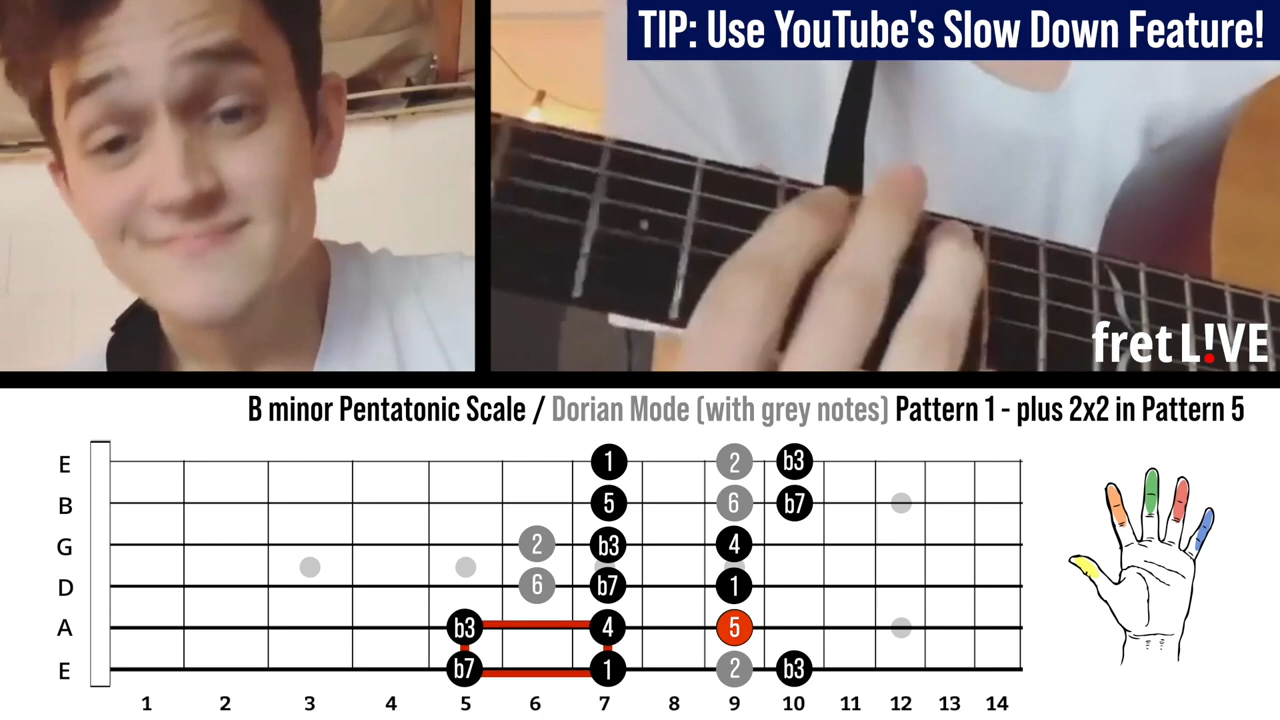 TIP: Use YouTube's Slow Down Feature!
fret L!VE
B minor Pentatonic Scale / Dorian Mode (with grey notes) Pattern 1 - plus 2x2 in Pattern 5
E 1 2 b3
B 5 6 b7
G 2 b3 4
D 6 b7 1
A b3 4 5
E b7 1 2 b3
1 2 3 4 5 6 7 8 9 10 11 12 13 14